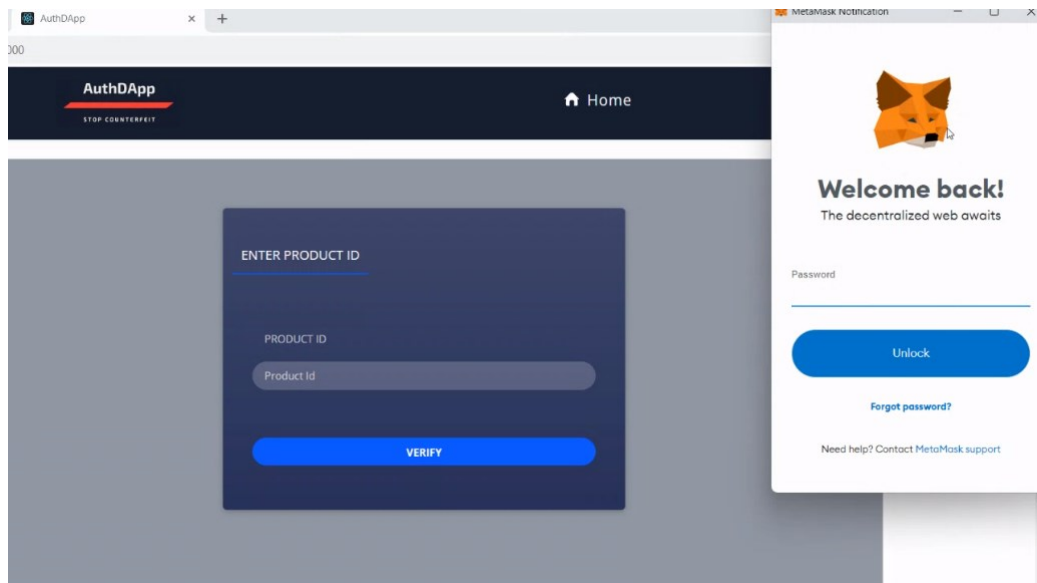 AuthDApp
000
AuthDApp
STOP COUNTERFEIT
Home
ENTER PRODUCT ID
PRODUCT ID
Product Id
VERIFY
MetaMask Notification
Welcome back!
The decentralized web awaits
Password
Unlock
Forgot password?
Need help? Contact MetaMask support